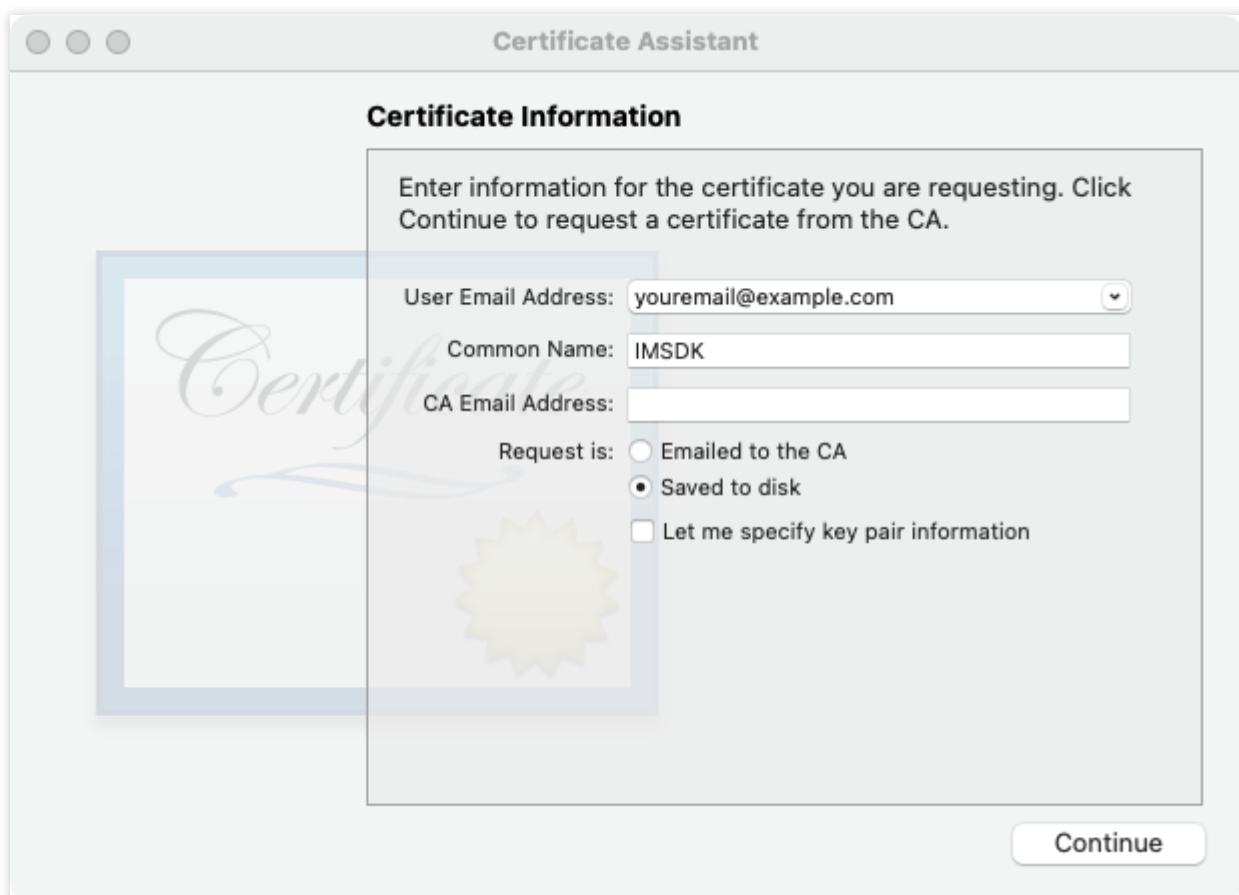 Certificate Assistant
Certificate Information
Enter information for the certificate you are requesting. Click
Continue to request a certificate from the CA.
Certificate
User Email Address: youremail@example.com
Common Name: IMSDK
CA Email Address:
Request is: Emailed to the CA
Saved to disk
Let me specify key pair information
Continue